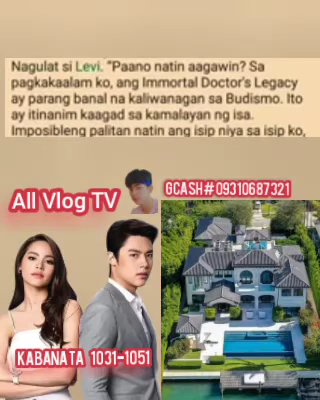 Nagulat si Levi. “Paano natin aagawin? Sa
pagkakaalam ko, ang Immortal Doctor's Legacy
ay parang banal na kaliwanagan sa Budismo. Ito
ay itinanim kaagad sa kamalayan ng isa.
Imposibleng palitan natin ang isip niya sa isip ko,
GCASH# 09310687321
All Vlog TV
KABANATA 1031-1051